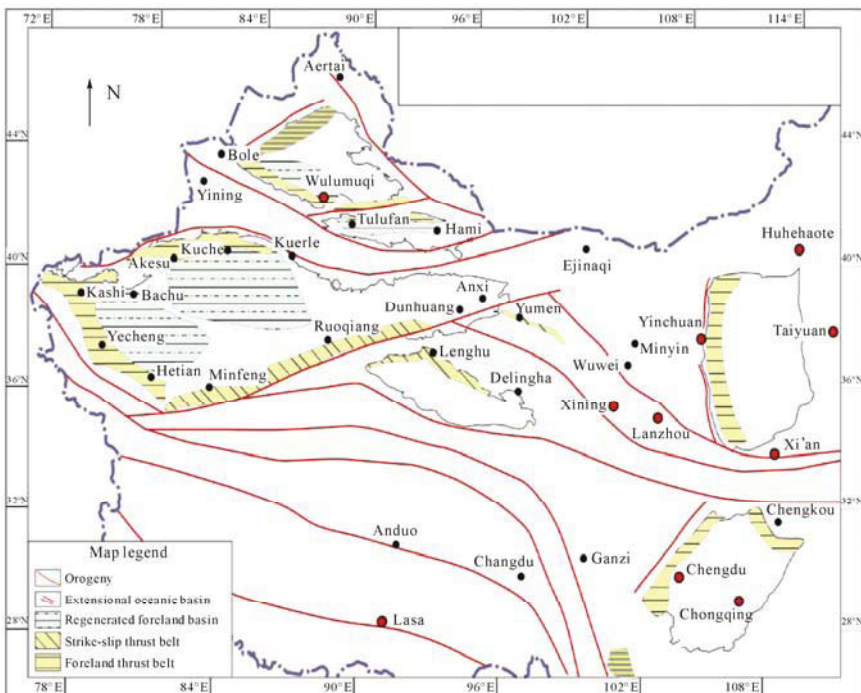 72°E 78°E 84°E 90°E 96°E 102°E 108°E 114°E
Aertai
N
44°N 44°N
Bole
Yining
Wulumuqi
Tulufan
Hami
Huhehaote
40°N 40°N
Kuche
Kuerle
Akesu
Ejinaqi
Kashi
Bachu
Anxi
Dunhuang
Yumen
Yinchuan
Taiyuan
Ruoqiang
Yecheng
Minyin
Lenghu
Wuwei
Hetian
Minfeng
Delingha
36°N 36°N
Xining
Lanzhou
Xi'an
32°N 32°N
Chengkou
Anduo
Changdu
Ganzi
Chengdu
Chongqing
Lasa
28°N 28°N
Map legend
Orogeny
Extensional oceanic basin
Regenerated foreland basin
Strike-slip thrust belt
Foreland thrust belt
78°E 84°E 90°E 96°E 102°E 108°E